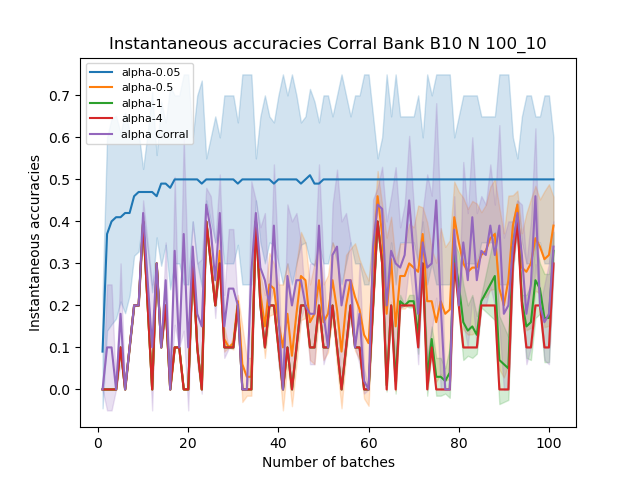 Instantaneous accuracies Corral Bank B10 N 100_10
alpha-0.05
alpha-0.5
alpha-1
alpha-4
alpha Corral
Instantaneous accuracies
0.7
0.6
0.5
0.4
0.3
0.2
0.1
0.0
0 20 40 60 80 100
Number of batches